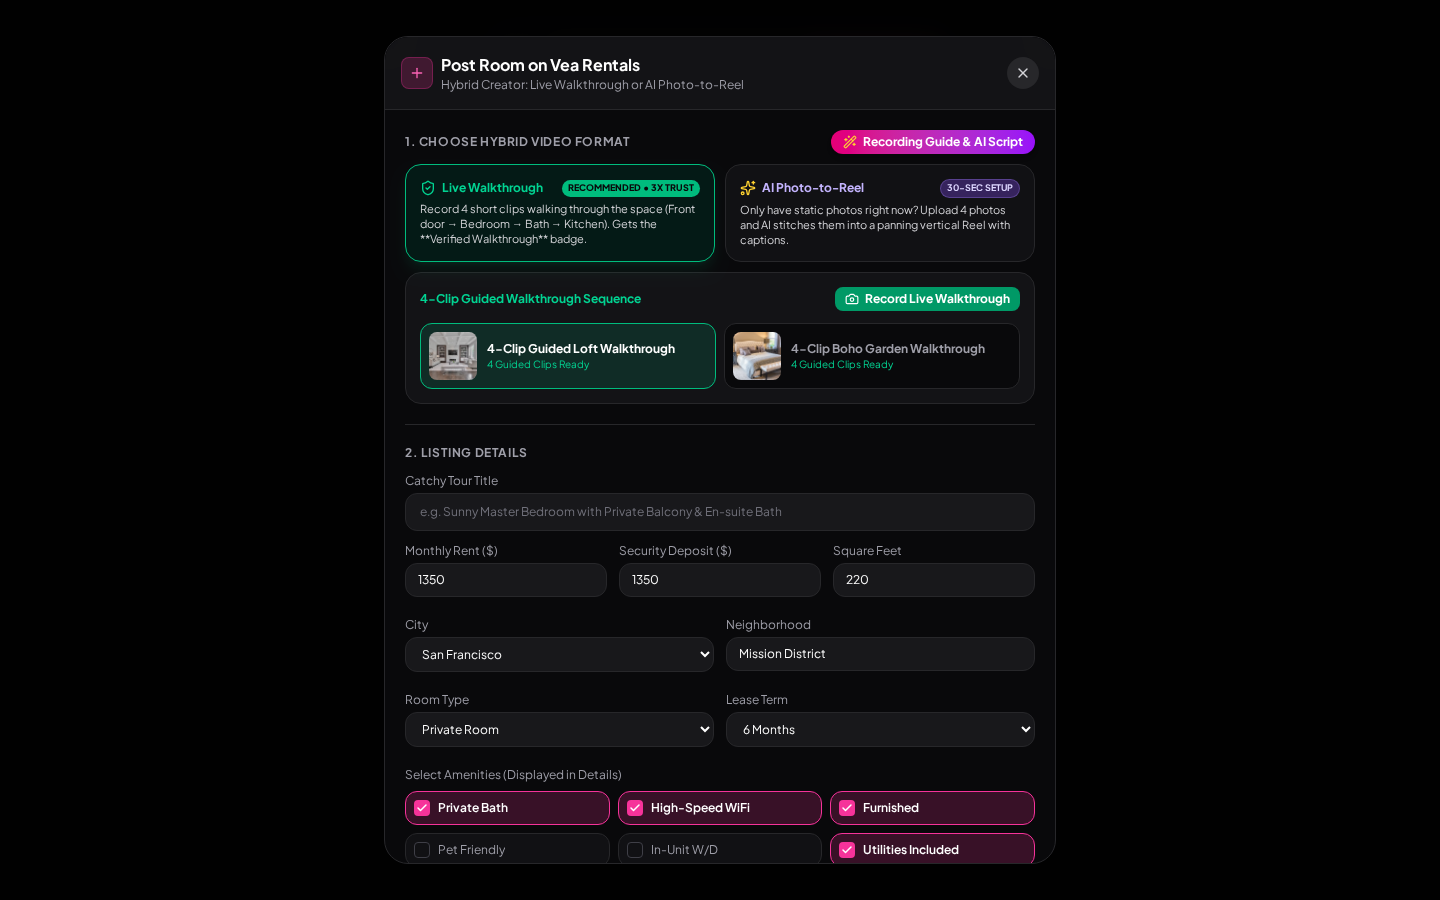 Post Room on Vea Rentals
Hybrid Creator: Live Walkthrough or AI Photo-to-Reel
1. CHOOSE HYBRID VIDEO FORMAT
Recording Guide & AI Script
Live Walkthrough
RECOMMENDED • 3X TRUST
Record 4 short clips walking through the space (Front
door → Bedroom → Bath → Kitchen). Gets the
**Verified Walkthrough** badge.
AI Photo-to-Reel
30-SEC SETUP
Only have static photos right now? Upload 4 photos
and AI stitches them into a panning vertical Reel with
captions.
4-Clip Guided Walkthrough Sequence
Record Live Walkthrough
4-Clip Guided Loft Walkthrough
4 Guided Clips Ready
4-Clip Boho Garden Walkthrough
4 Guided Clips Ready
2. LISTING DETAILS
Catchy Tour Title
e.g. Sunny Master Bedroom with Private Balcony & En-suite Bath
Monthly Rent ($)
Security Deposit ($)
Square Feet
1350
1350
220
City
Neighborhood
San Francisco
Mission District
Room Type
Lease Term
Private Room
6 Months
Select Amenities (Displayed in Details)
Private Bath
High-Speed WiFi
Furnished
Pet Friendly
In-Unit W/D
Utilities Included